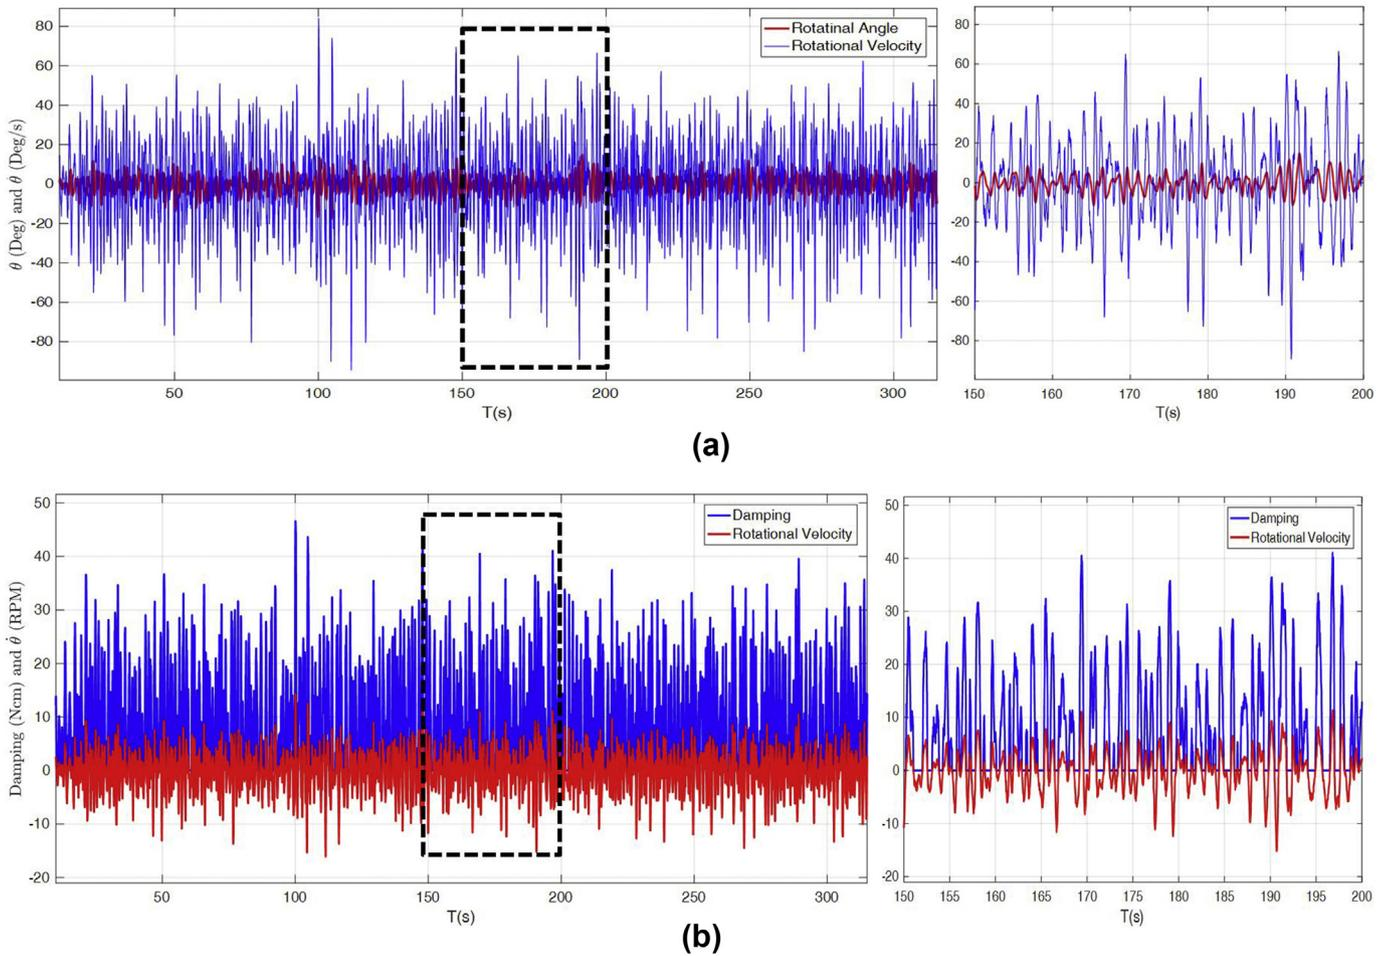 80
60
40
20
0
-20
-40
-60
-80
θ (Deg) and θ̇ (Deg/s)
Rotatinal Angle
Rotational Velocity
50 100 150 200 250 300
T(s)
80
60
40
20
0
-20
-40
-60
-80
150 160 170 180 190 200
T(s)
(a)
50
40
30
20
10
0
-10
-20
Damping (Ncm) and θ̇ (RPM)
Damping
Rotational Velocity
50 100 150 200 250 300
T(s)
50
40
30
20
10
0
-10
-20
Damping
Rotational Velocity
150 155 160 165 170 175 180 185 190 195 200
T(s)
(b)